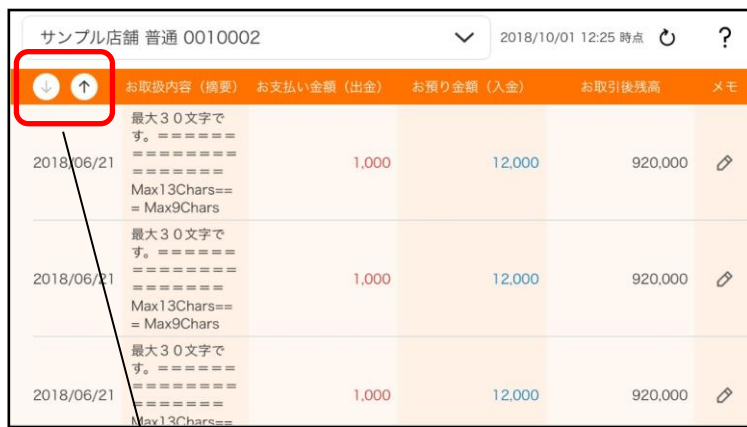 サンプル店舗 普通 0010002 2018/10/01 12:25 時点 ?
お取扱内容（摘要） お支払い金額（出金） お預り金額（入金） お取引後残高 メモ
最大３０文字で
す。＝＝＝＝＝＝
＝＝＝＝＝＝＝＝
2018/06/21 1,000 12,000 920,000
＝＝＝＝＝＝＝
Max13Chars==
= Max9Chars
最大３０文字で
す。＝＝＝＝＝＝
＝＝＝＝＝＝＝＝
2018/06/21 1,000 12,000 920,000
＝＝＝＝＝＝＝
Max13Chars==
= Max9Chars
最大３０文字で
す。＝＝＝＝＝＝
＝＝＝＝＝＝＝＝
2018/06/21 1,000 12,000 920,000
＝＝＝＝＝＝＝
Max13Chars==